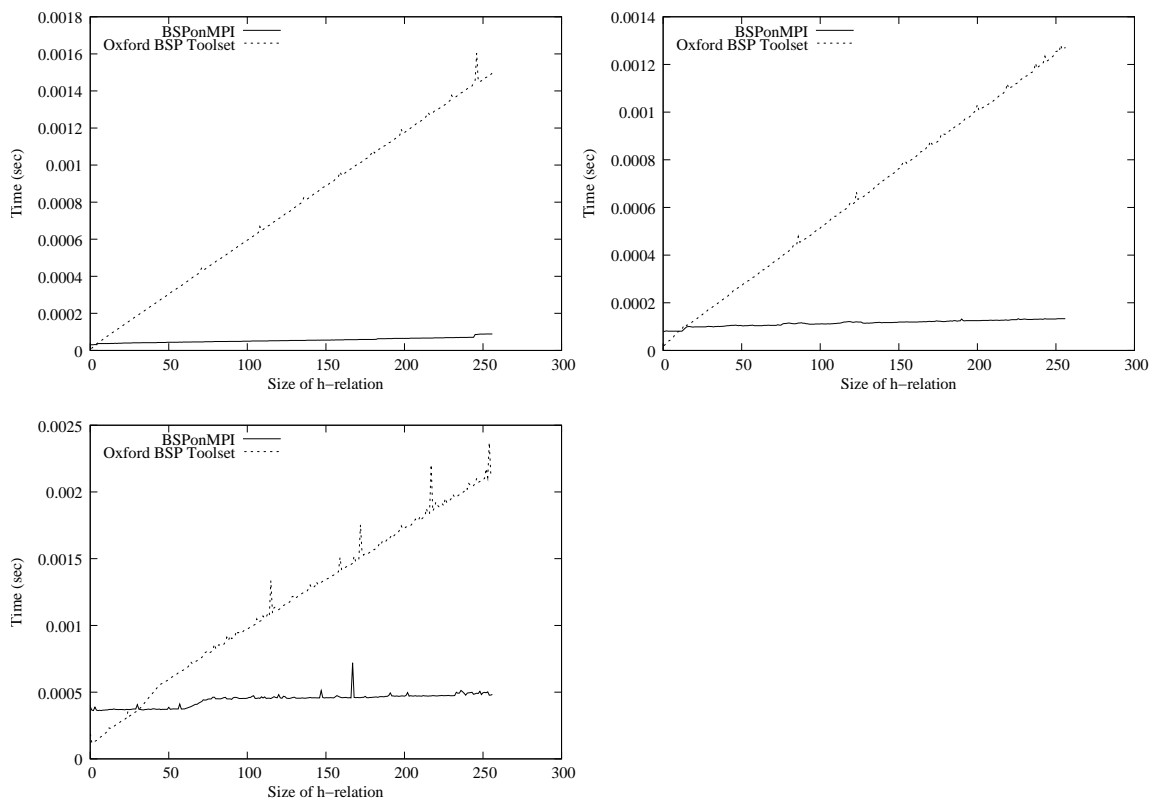 0.0018
0.0016
0.0014
0.0012
0.001
0.0008
0.0006
0.0004
0.0002
0
0 50 100 150 200 250 300
Time (sec)
Size of h−relation
BSPonMPI
Oxford BSP Toolset
0.0014
0.0012
0.001
0.0008
0.0006
0.0004
0.0002
0
0 50 100 150 200 250 300
Time (sec)
Size of h−relation
BSPonMPI
Oxford BSP Toolset
0.0025
0.002
0.0015
0.001
0.0005
0
0 50 100 150 200 250 300
Time (sec)
Size of h−relation
BSPonMPI
Oxford BSP Toolset